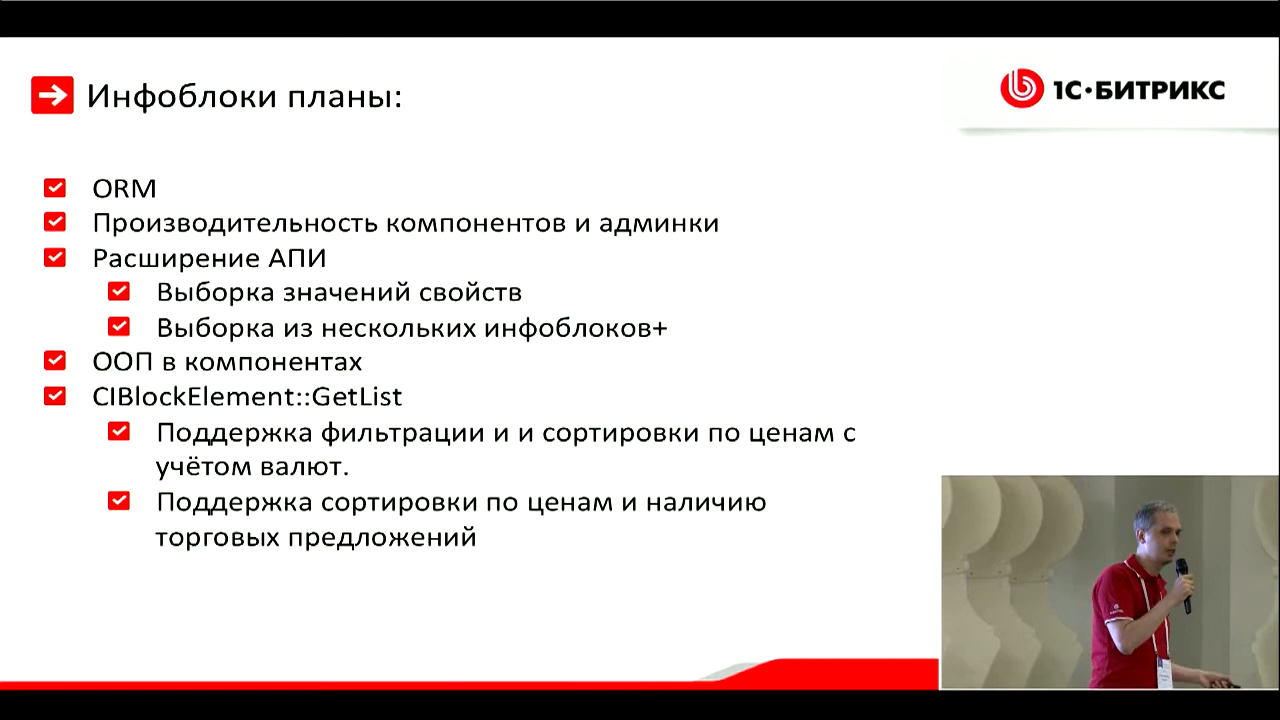 Инфоблоки планы:
1С·БИТРИКС
ORM
Производительность компонентов и админки
Расширение АПИ
Выборка значений свойств
Выборка из нескольких инфоблоков+
ООП в компонентах
CIBlockElement::GetList
Поддержка фильтрации и и сортировки по ценам с
учётом валют.
Поддержка сортировки по ценам и наличию
торговых предложений